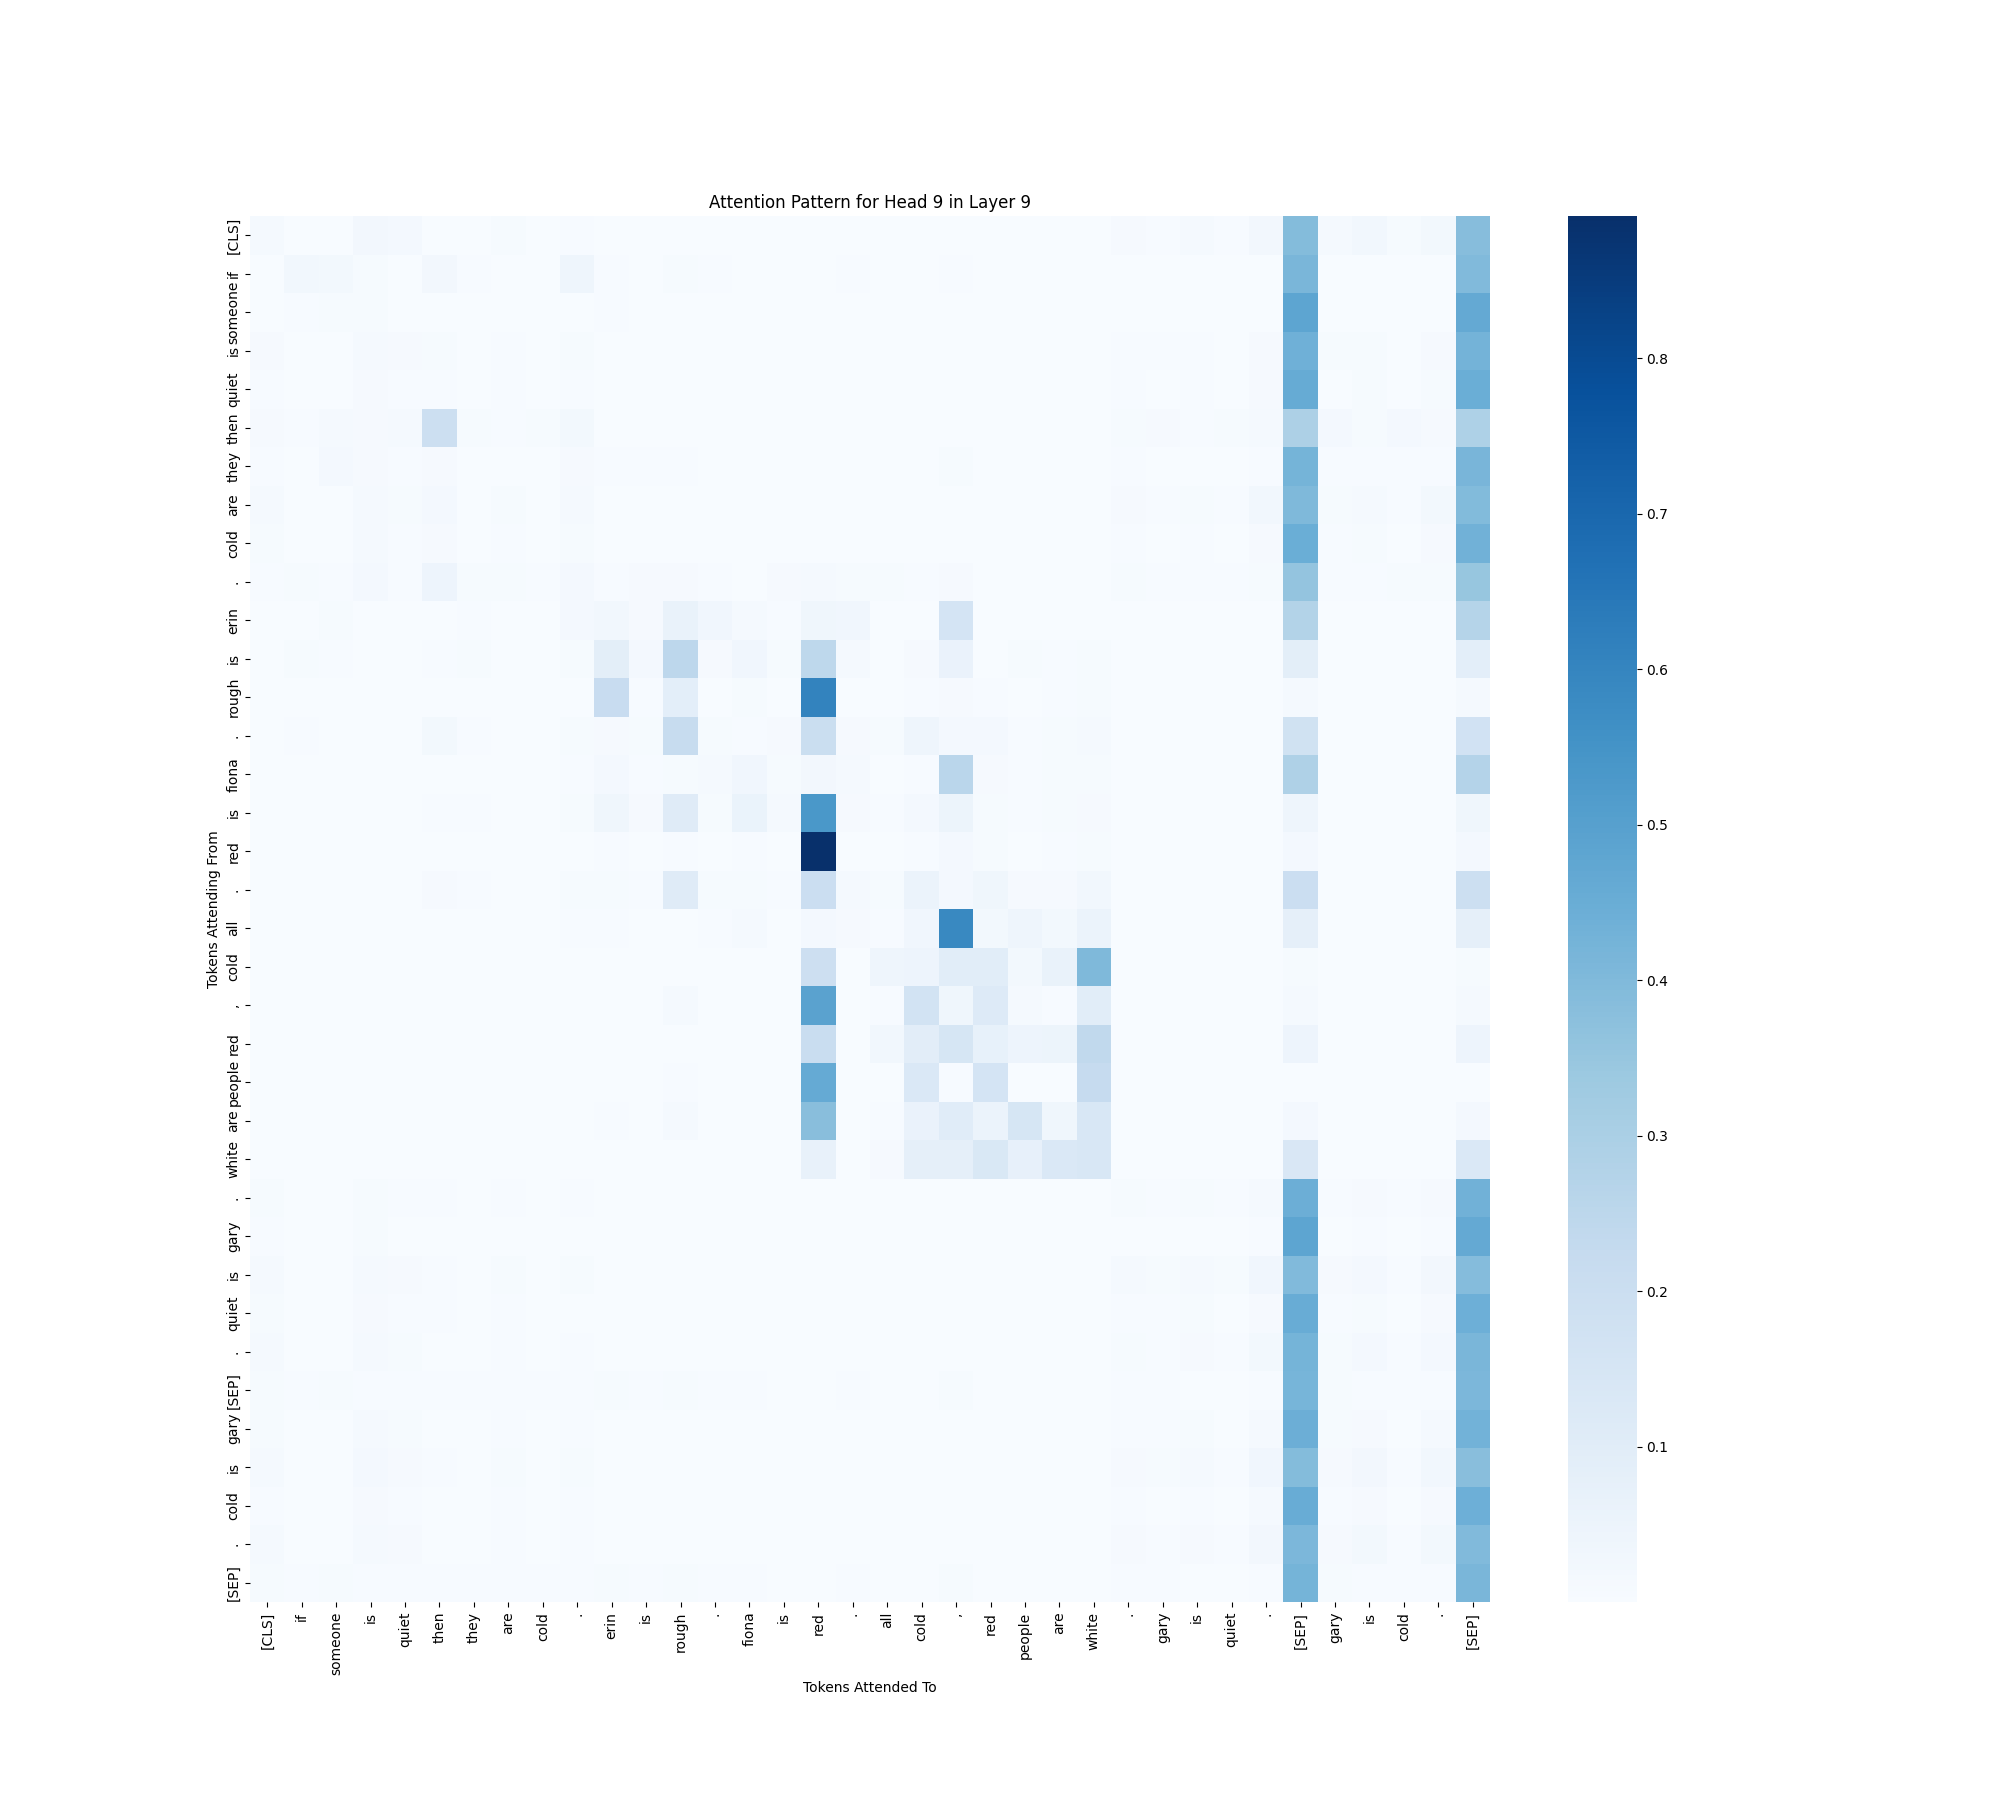 Attention Pattern for Head 9 in Layer 9
Tokens Attending From
[CLS]
if
someone
is
quiet
then
they
are
cold
.
erin
is
rough
.
fiona
is
red
.
all
cold
,
red
people
are
white
.
gary
is
quiet
.
[SEP]
gary
is
cold
.
[SEP]
[CLS] if someone is quiet then they are cold . erin is rough . fiona is red . all cold , red people are white . gary is quiet . [SEP] gary is cold . [SEP]
Tokens Attended To
0.8
0.7
0.6
0.5
0.4
0.3
0.2
0.1